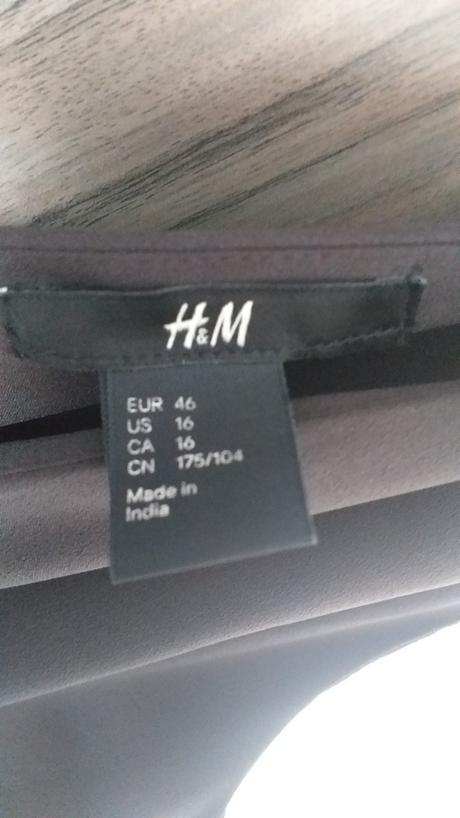 H&M
EUR 46
US 16
CA 16
CN 175/104
Made in
India